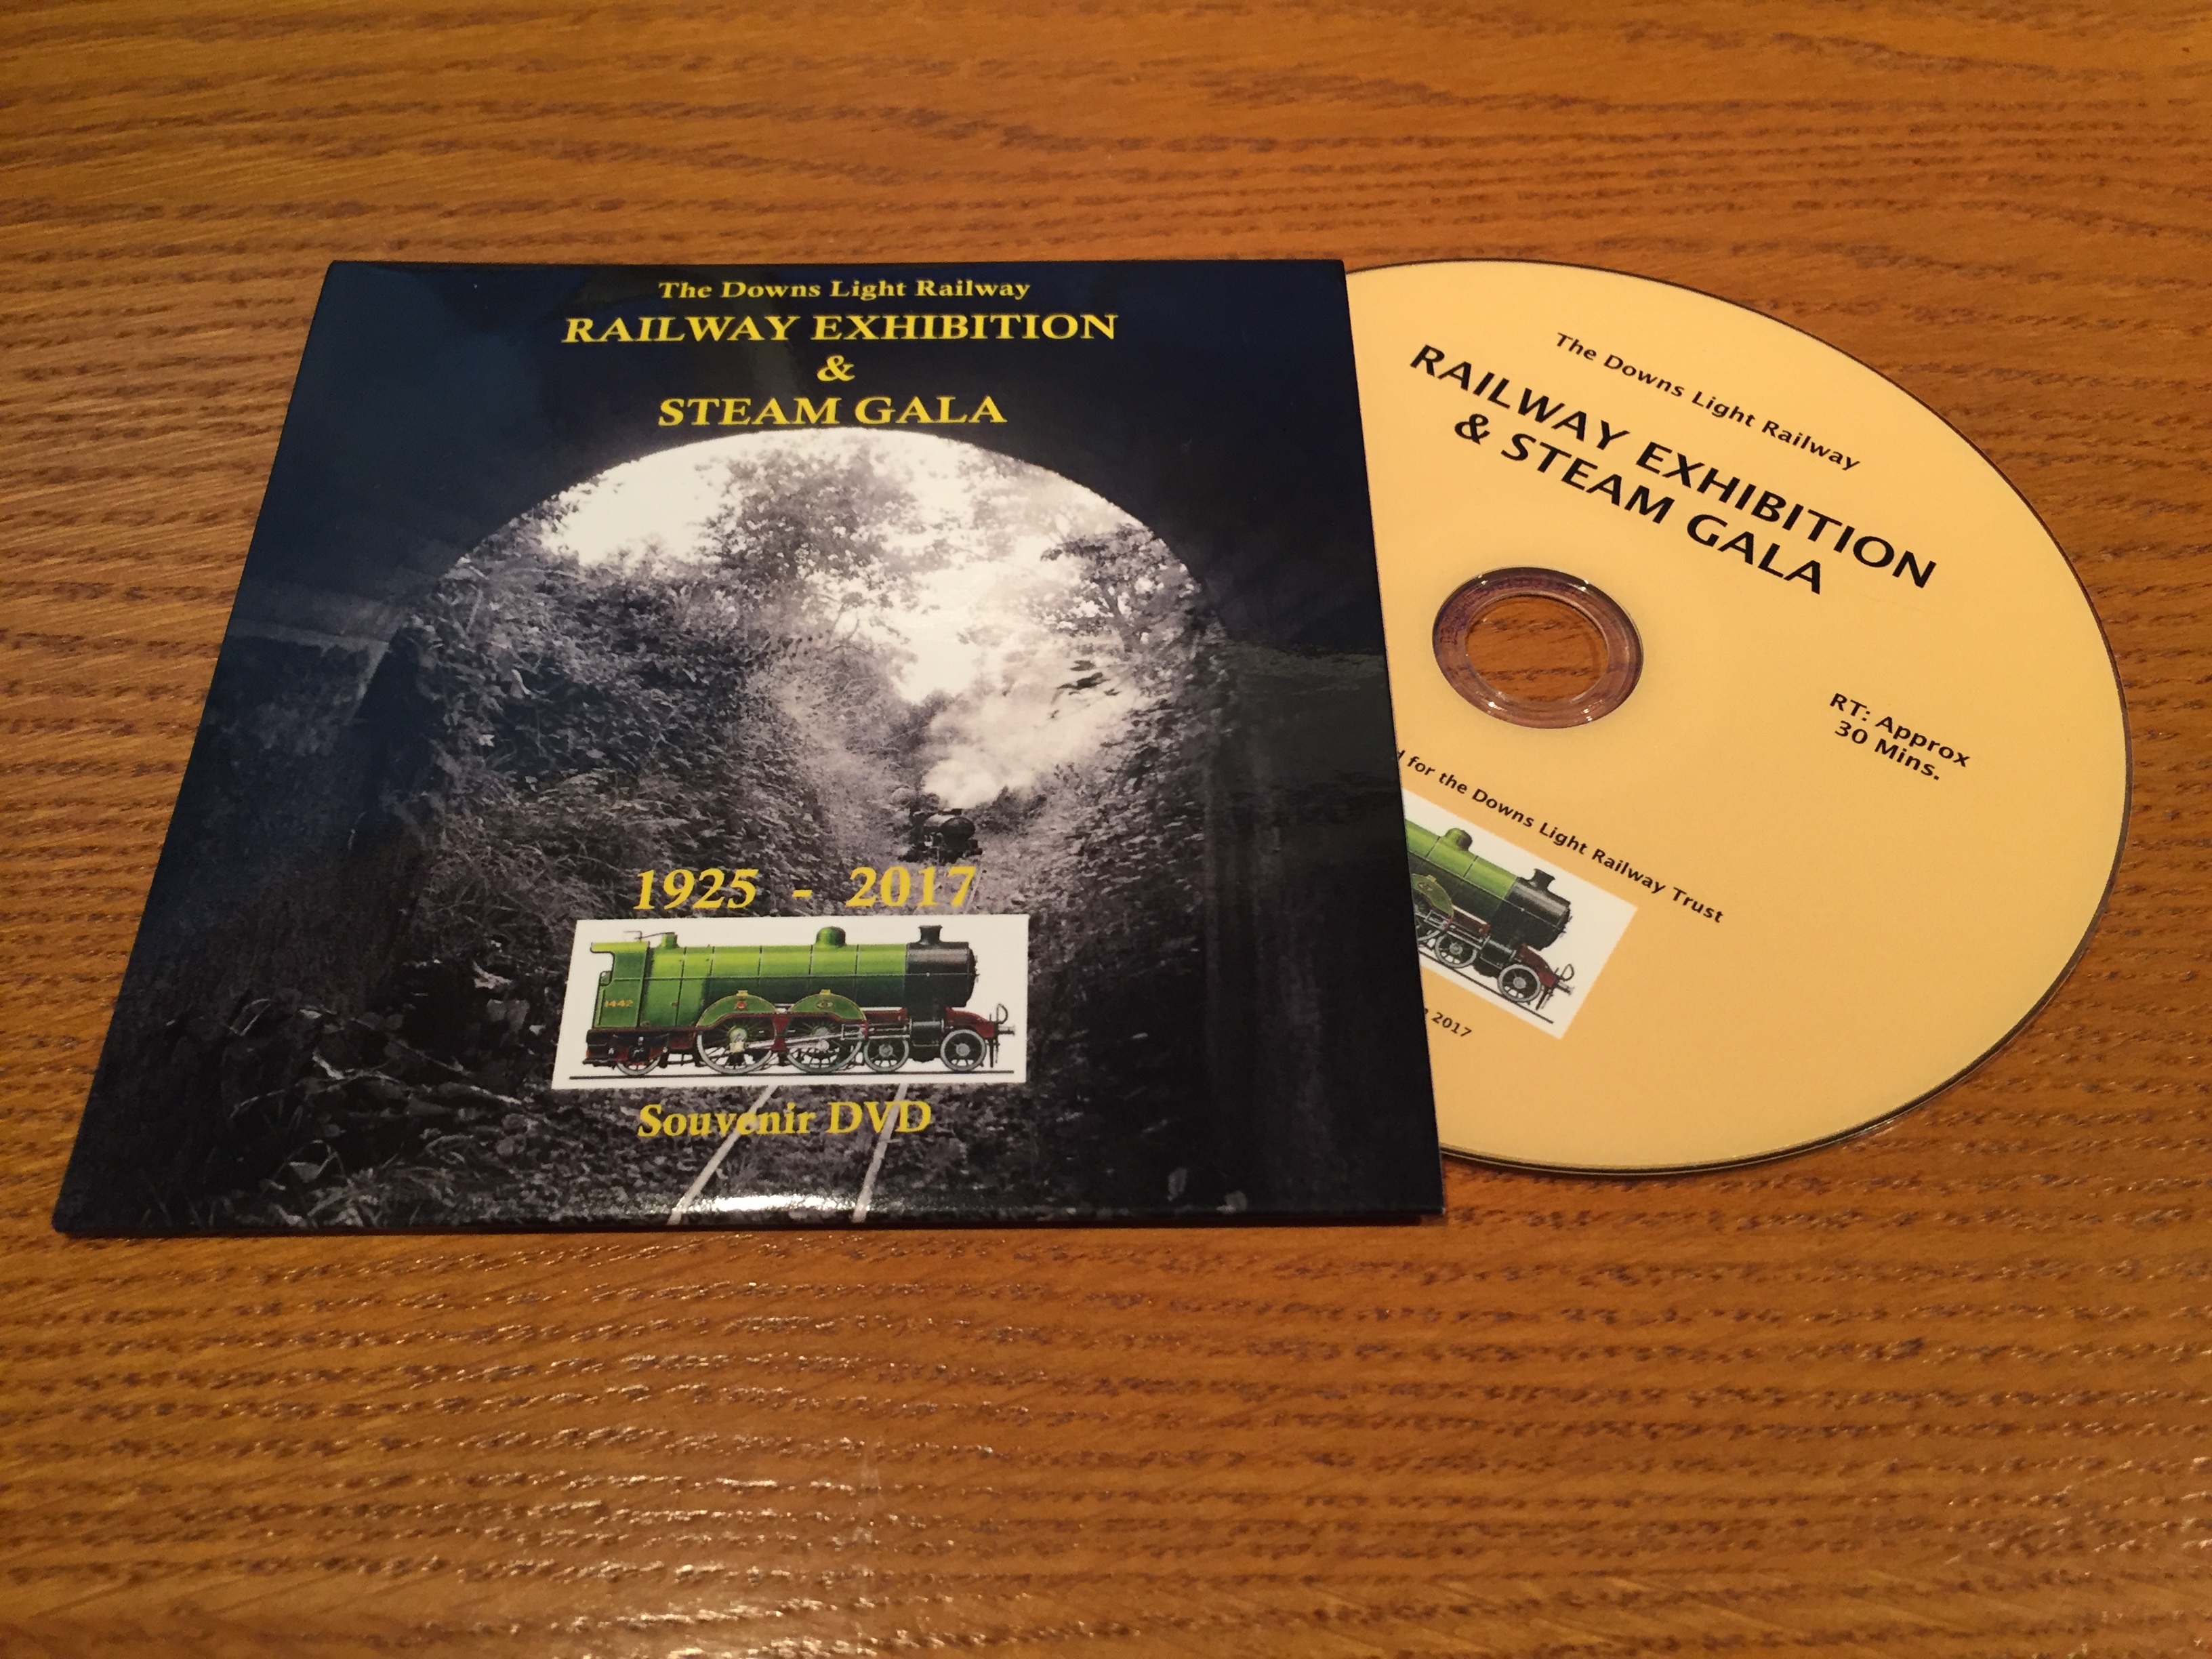 The Downs Light Railway
RAILWAY EXHIBITION
&
STEAM GALA
1925 - 2017
1442
Souvenir DVD
The Downs Light Railway
RAILWAY EXHIBITION
& STEAM GALA
RT: Approx
30 Mins.
for the Downs Light Railway Trust
2017